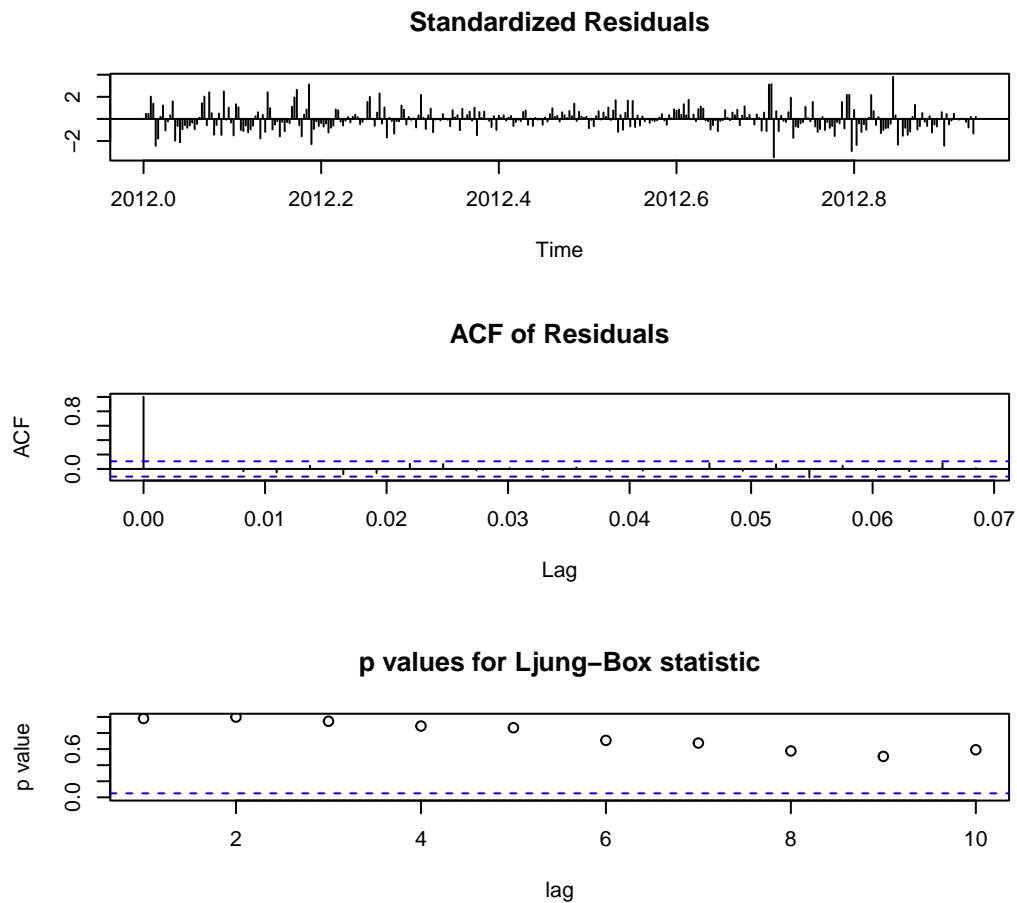 Standardized Residuals
2
−2
2012.0 2012.2 2012.4 2012.6 2012.8
Time
ACF of Residuals
ACF
0.8
0.0
0.00 0.01 0.02 0.03 0.04 0.05 0.06 0.07
Lag
p values for Ljung−Box statistic
p value
0.6
0.0
2 4 6 8 10
lag